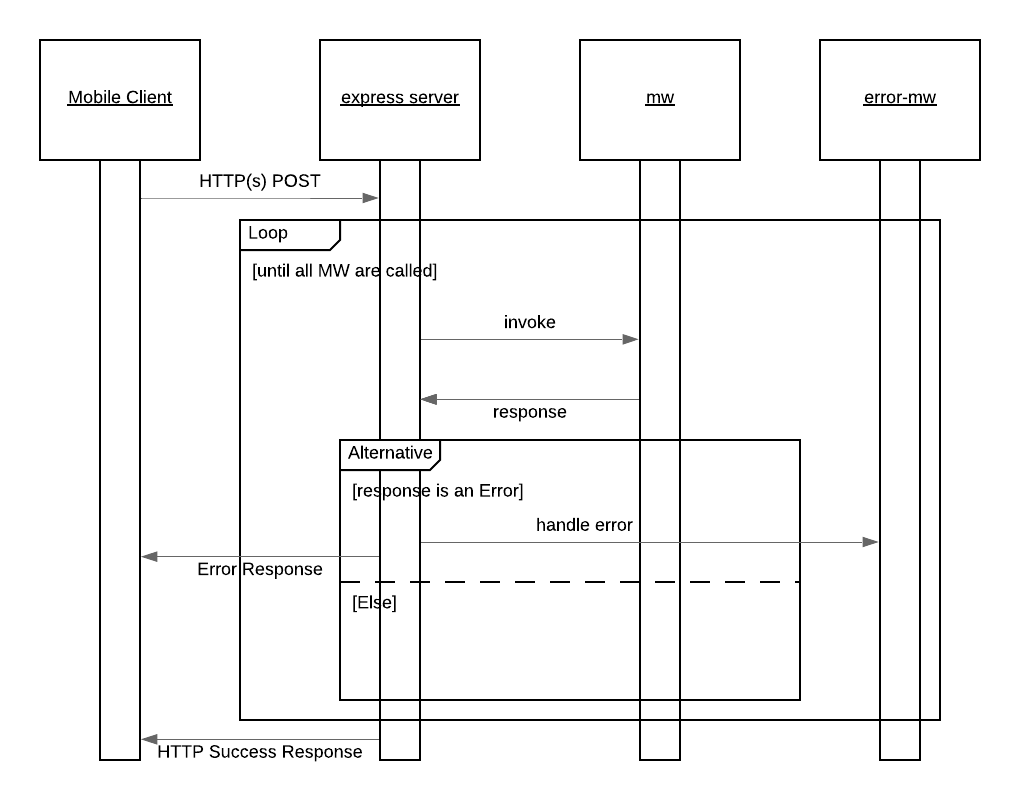 Mobile Client
express server
mw
error-mw
HTTP(s) POST
Loop
[until all MW are called]
invoke
response
Alternative
[response is an Error]
handle error
Error Response
[Else]
HTTP Success Response